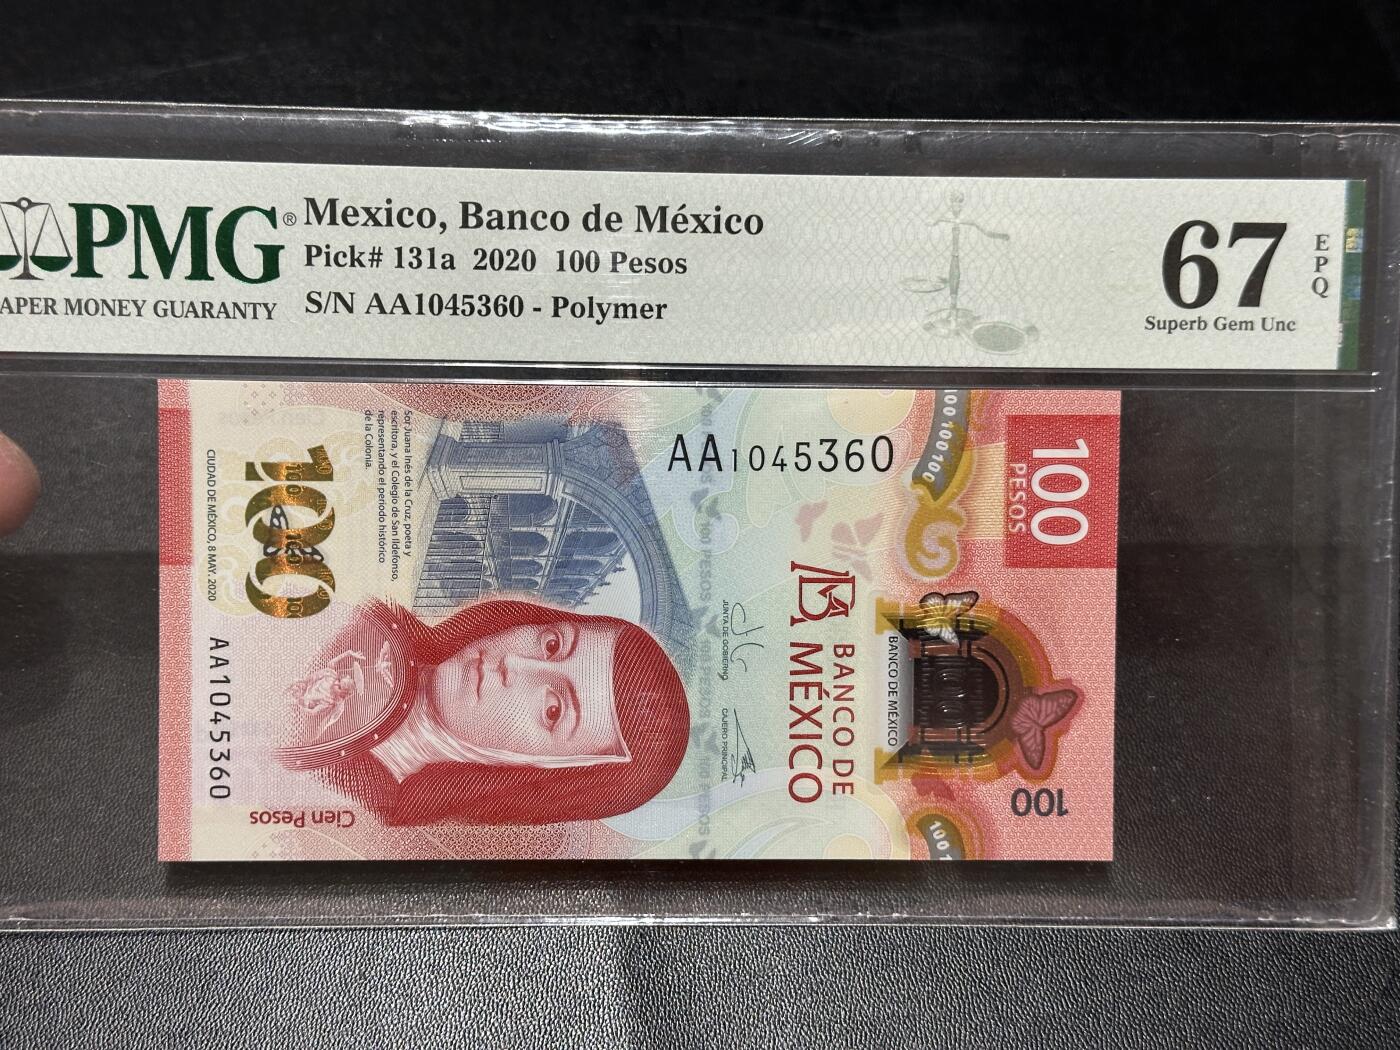 PMG®
APER MONEY GUARANTY
Mexico, Banco de México
Pick# 131a 2020 100 Pesos
S/N AA1045360 - Polymer
67
EPQ
Superb Gem Unc
AA1045360
100
PESOS
BANCO DE
MÉXICO
BANCO DE MÉXICO
JUNTA DE GOBIERNO
CAJERO PRINCIPAL
Sor Juana Inés de la Cruz, poeta y
escritora, y el Colegio de San Ildefonso,
representando el periodo histórico
de la Colonia.
100
CIUDAD DE MÉXICO, 8 MAY. 2020
AA1045360
Cien Pesos
100